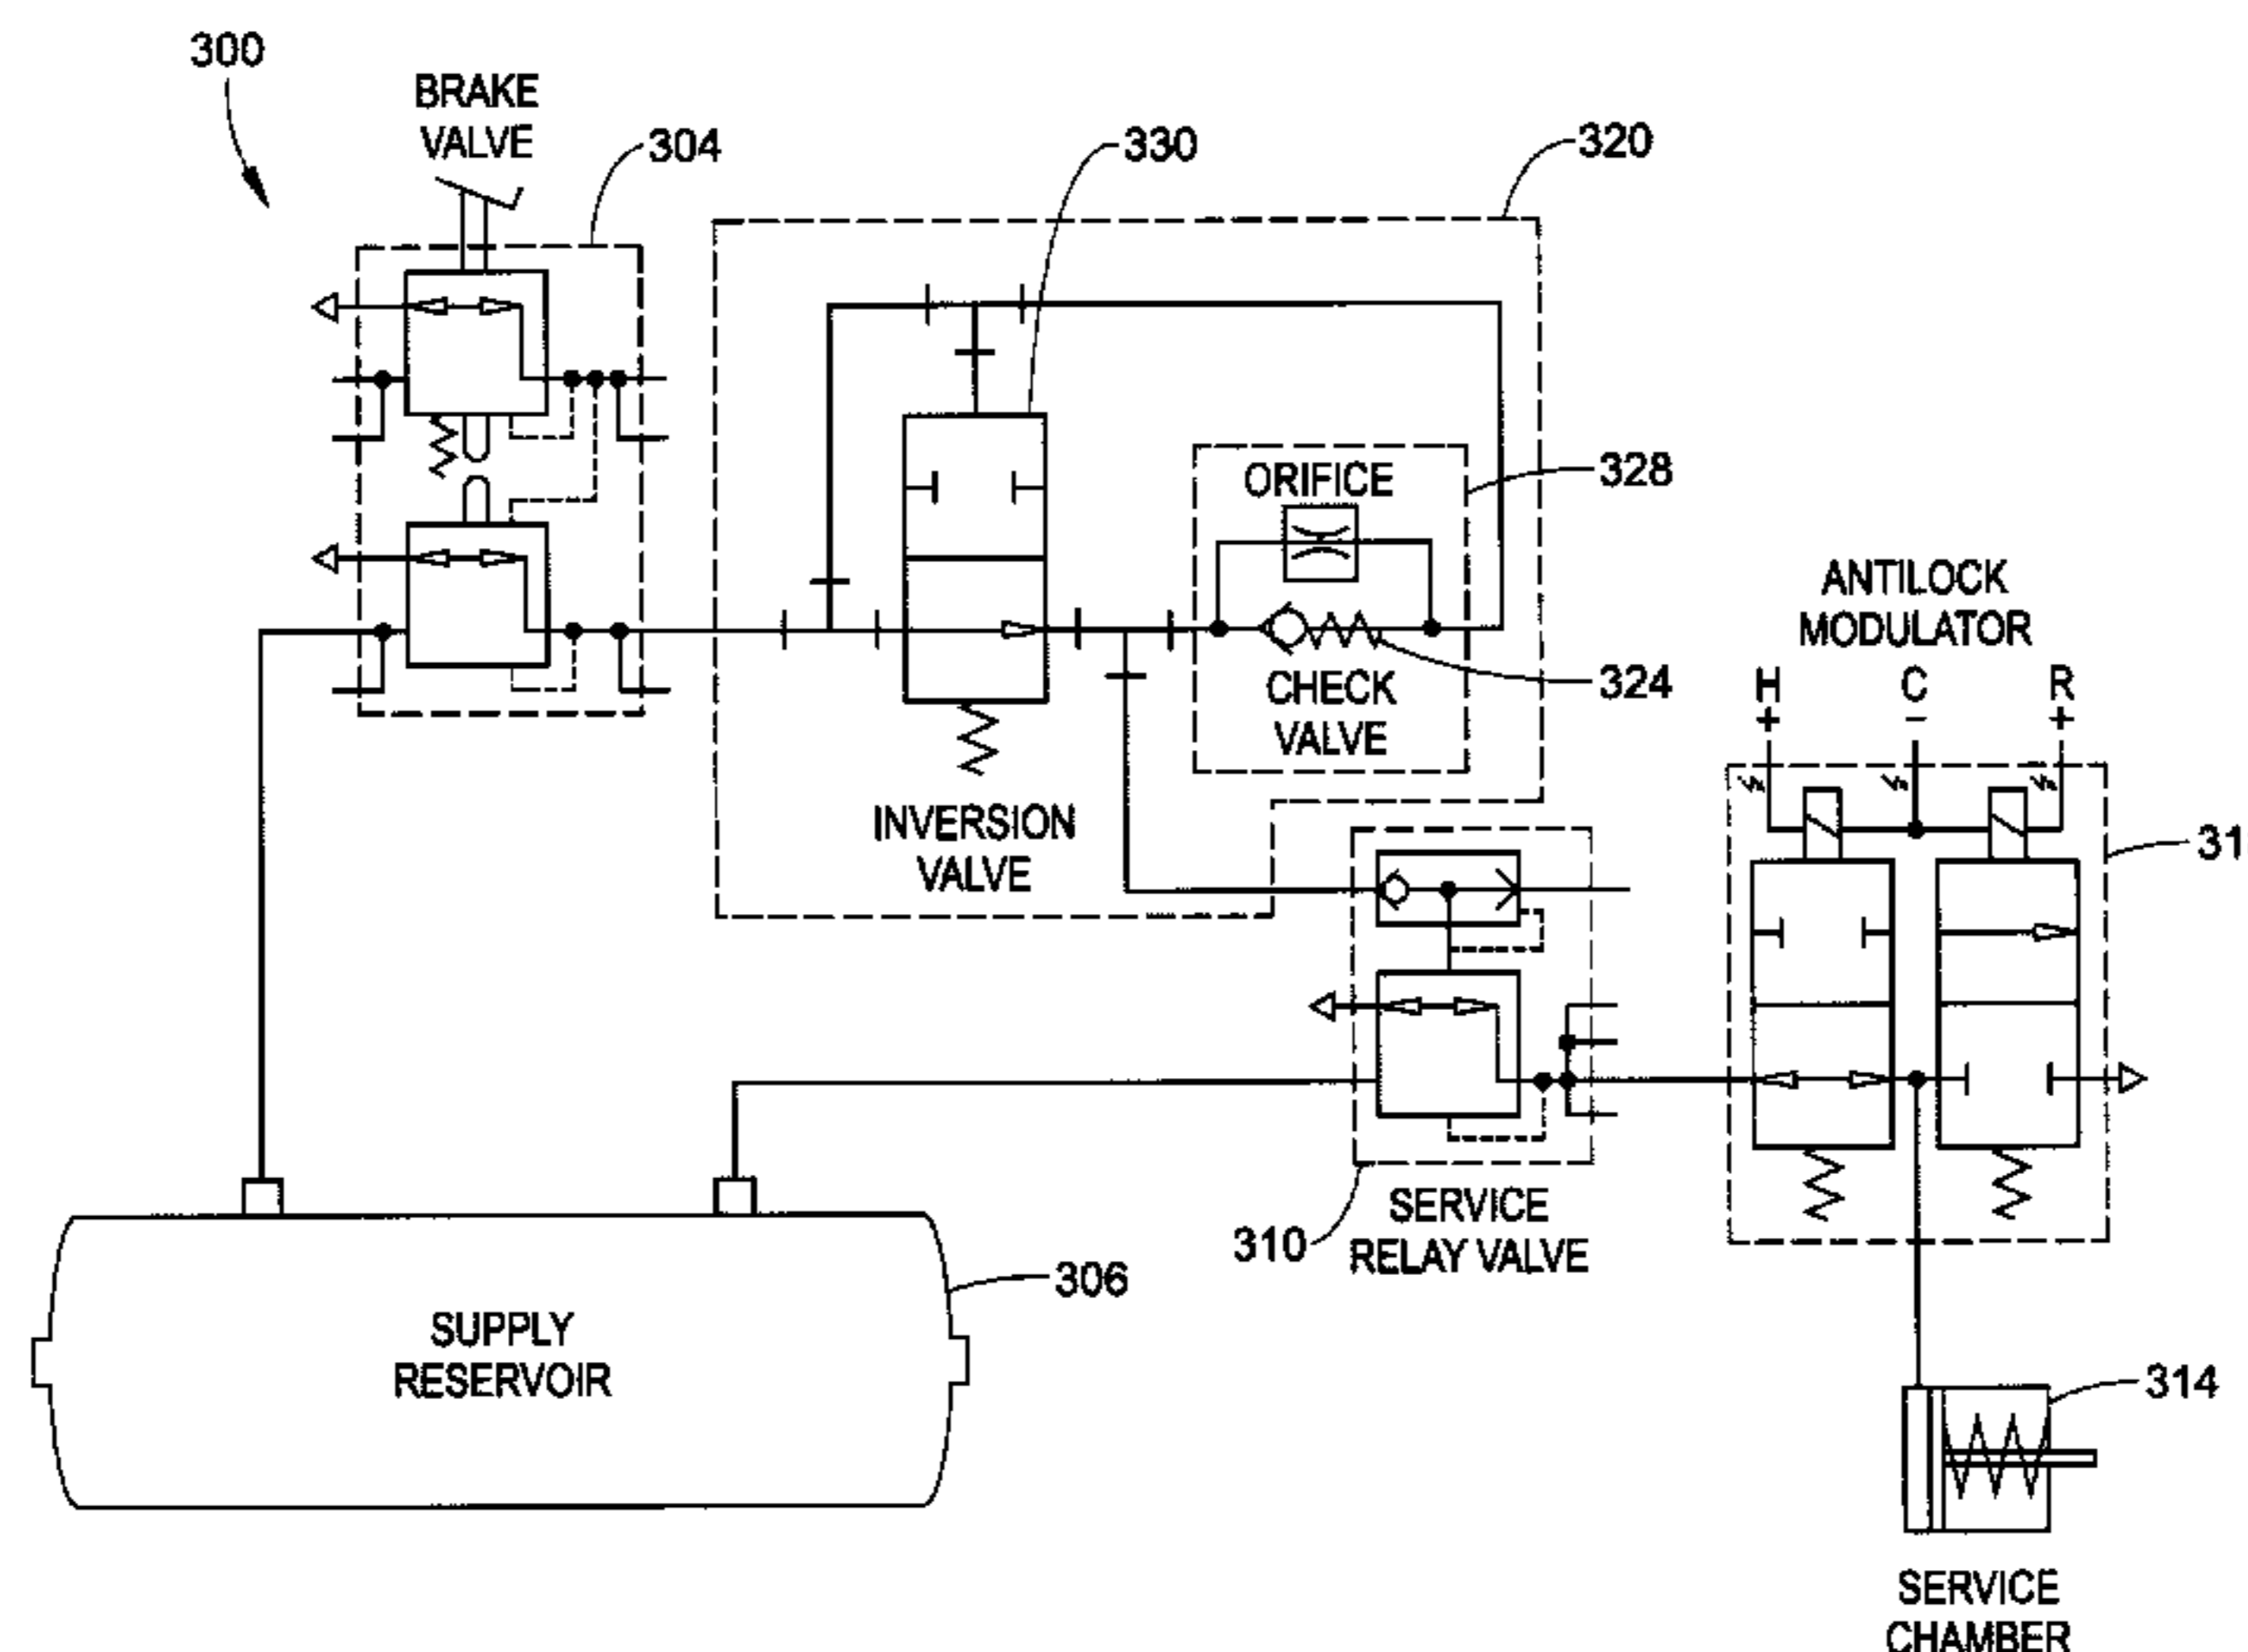 300
BRAKE
VALVE
304
330
320
ORIFICE
328
324
CHECK
VALVE
INVERSION
VALVE
ANTILOCK
MODULATOR
H C R
+ − +
31
310
SERVICE
RELAY VALVE
306
SUPPLY
RESERVOIR
314
SERVICE
CHAMBER